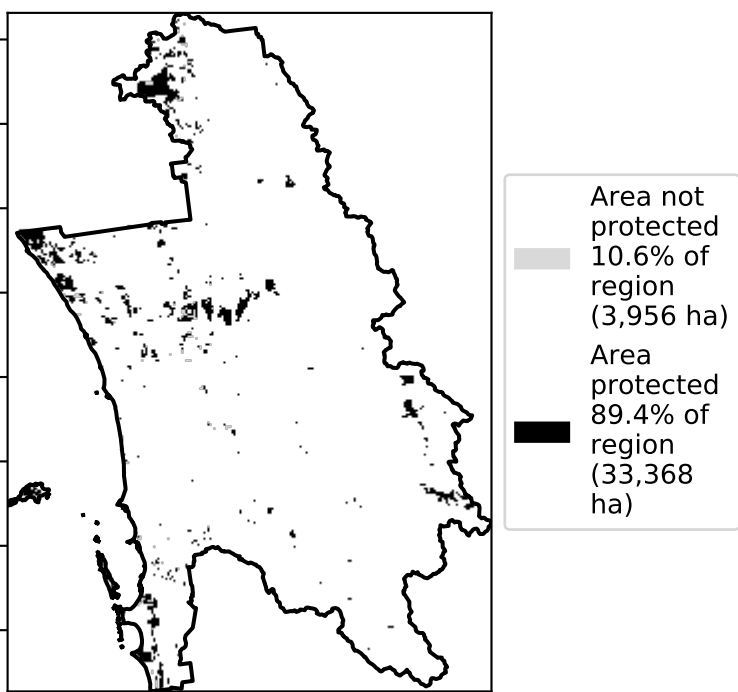 Area not
protected
10.6% of
region
(3,956 ha)
Area
protected
89.4% of
region
(33,368
ha)